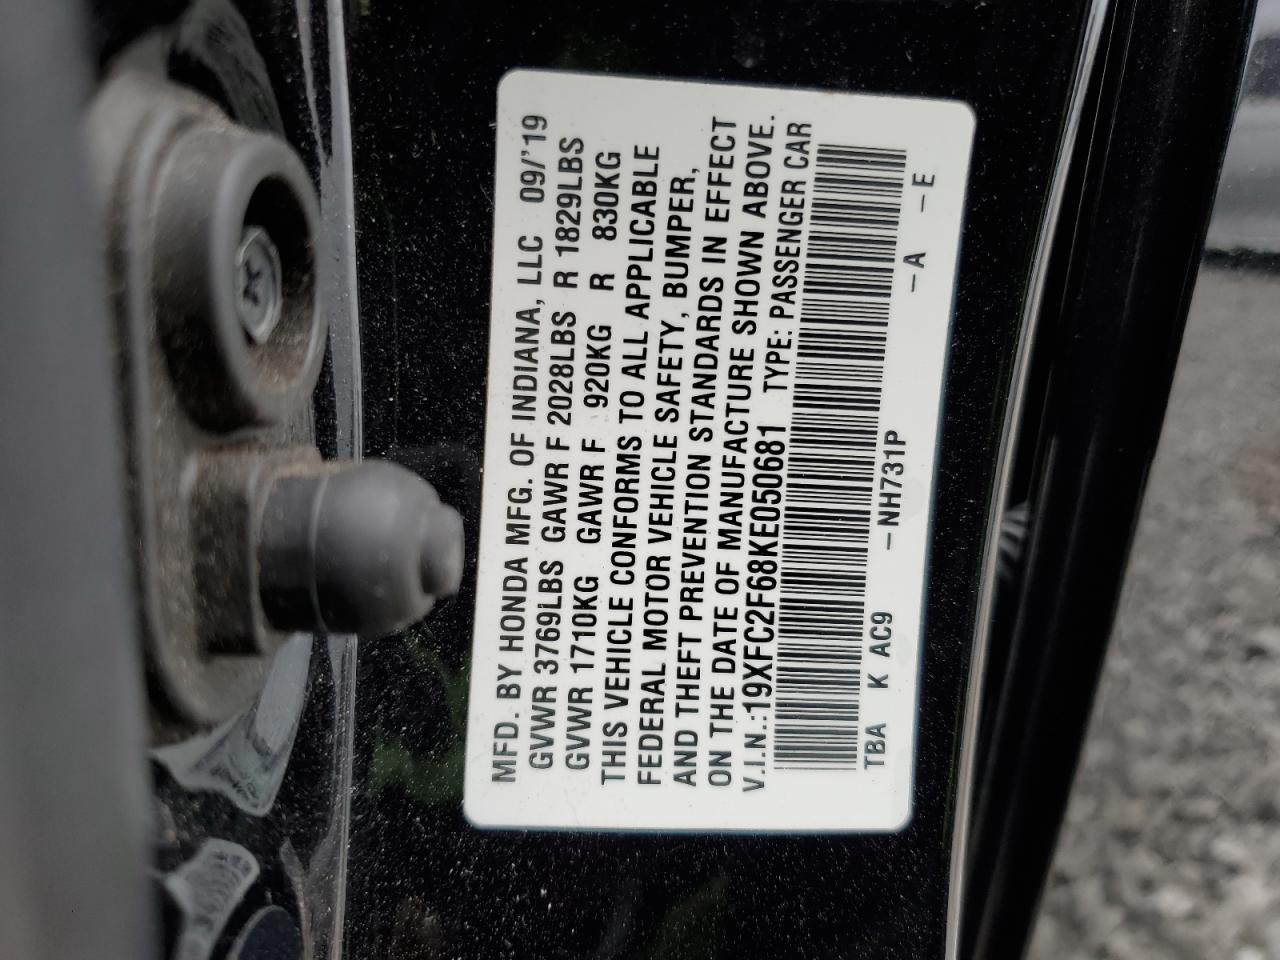 MFD. BY HONDA MFG. OF INDIANA, LLC 09/'19
GVWR 3769LBS GAWR F 2028LBS R 1829LBS
GVWR 1710KG GAWR F 920KG R 830KG
THIS VEHICLE CONFORMS TO ALL APPLICABLE
FEDERAL MOTOR VEHICLE SAFETY, BUMPER,
AND THEFT PREVENTION STANDARDS IN EFFECT
ON THE DATE OF MANUFACTURE SHOWN ABOVE.
V.I.N.:19XFC2F68KE050681 TYPE: PASSENGER CAR
TBA K AC9 –NH731P –A –E